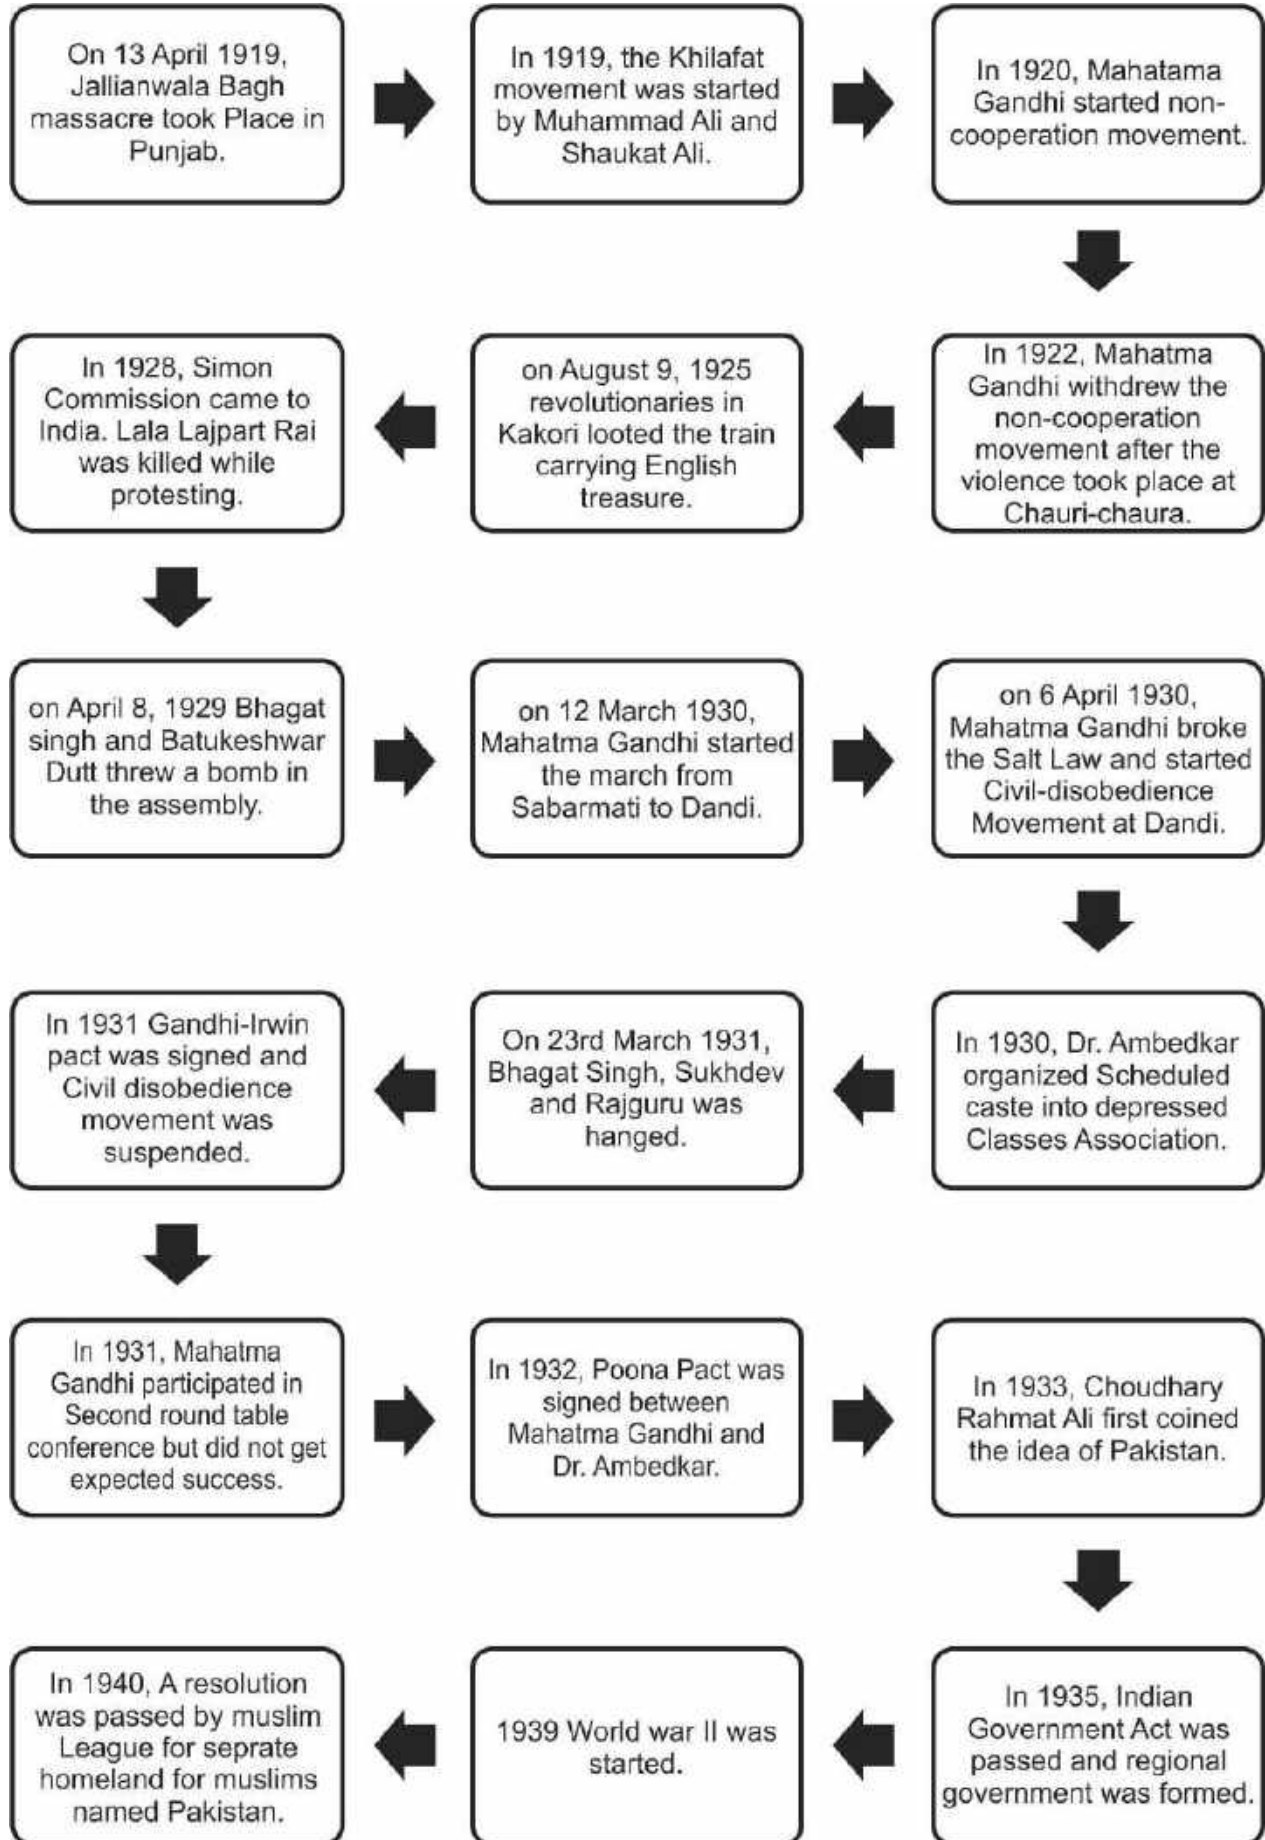 On 13 April 1919,
Jallianwala Bagh
massacre took Place in
Punjab.
In 1919, the Khilafat
movement was started
by Muhammad Ali and
Shaukat Ali.
In 1920, Mahatama
Gandhi started non-
cooperation movement.
In 1922, Mahatma
Gandhi withdrew the
non-cooperation
movement after the
violence took place at
Chauri-chaura.
on August 9, 1925
revolutionaries in
Kakori looted the train
carrying English
treasure.
In 1928, Simon
Commission came to
India. Lala Lajpart Rai
was killed while
protesting.
on April 8, 1929 Bhagat
singh and Batukeshwar
Dutt threw a bomb in
the assembly.
on 12 March 1930,
Mahatma Gandhi started
the march from
Sabarmati to Dandi.
on 6 April 1930,
Mahatma Gandhi broke
the Salt Law and started
Civil-disobedience
Movement at Dandi.
In 1930, Dr. Ambedkar
organized Scheduled
caste into depressed
Classes Association.
On 23rd March 1931,
Bhagat Singh, Sukhdev
and Rajguru was
hanged.
In 1931 Gandhi-Irwin
pact was signed and
Civil disobedience
movement was
suspended.
In 1931, Mahatma
Gandhi participated in
Second round table
conference but did not get
expected success.
In 1932, Poona Pact was
signed between
Mahatma Gandhi and
Dr. Ambedkar.
In 1933, Choudhary
Rahmat Ali first coined
the idea of Pakistan.
In 1935, Indian
Government Act was
passed and regional
government was formed.
1939 World war II was
started.
In 1940, A resolution
was passed by muslim
League for seprate
homeland for muslims
named Pakistan.